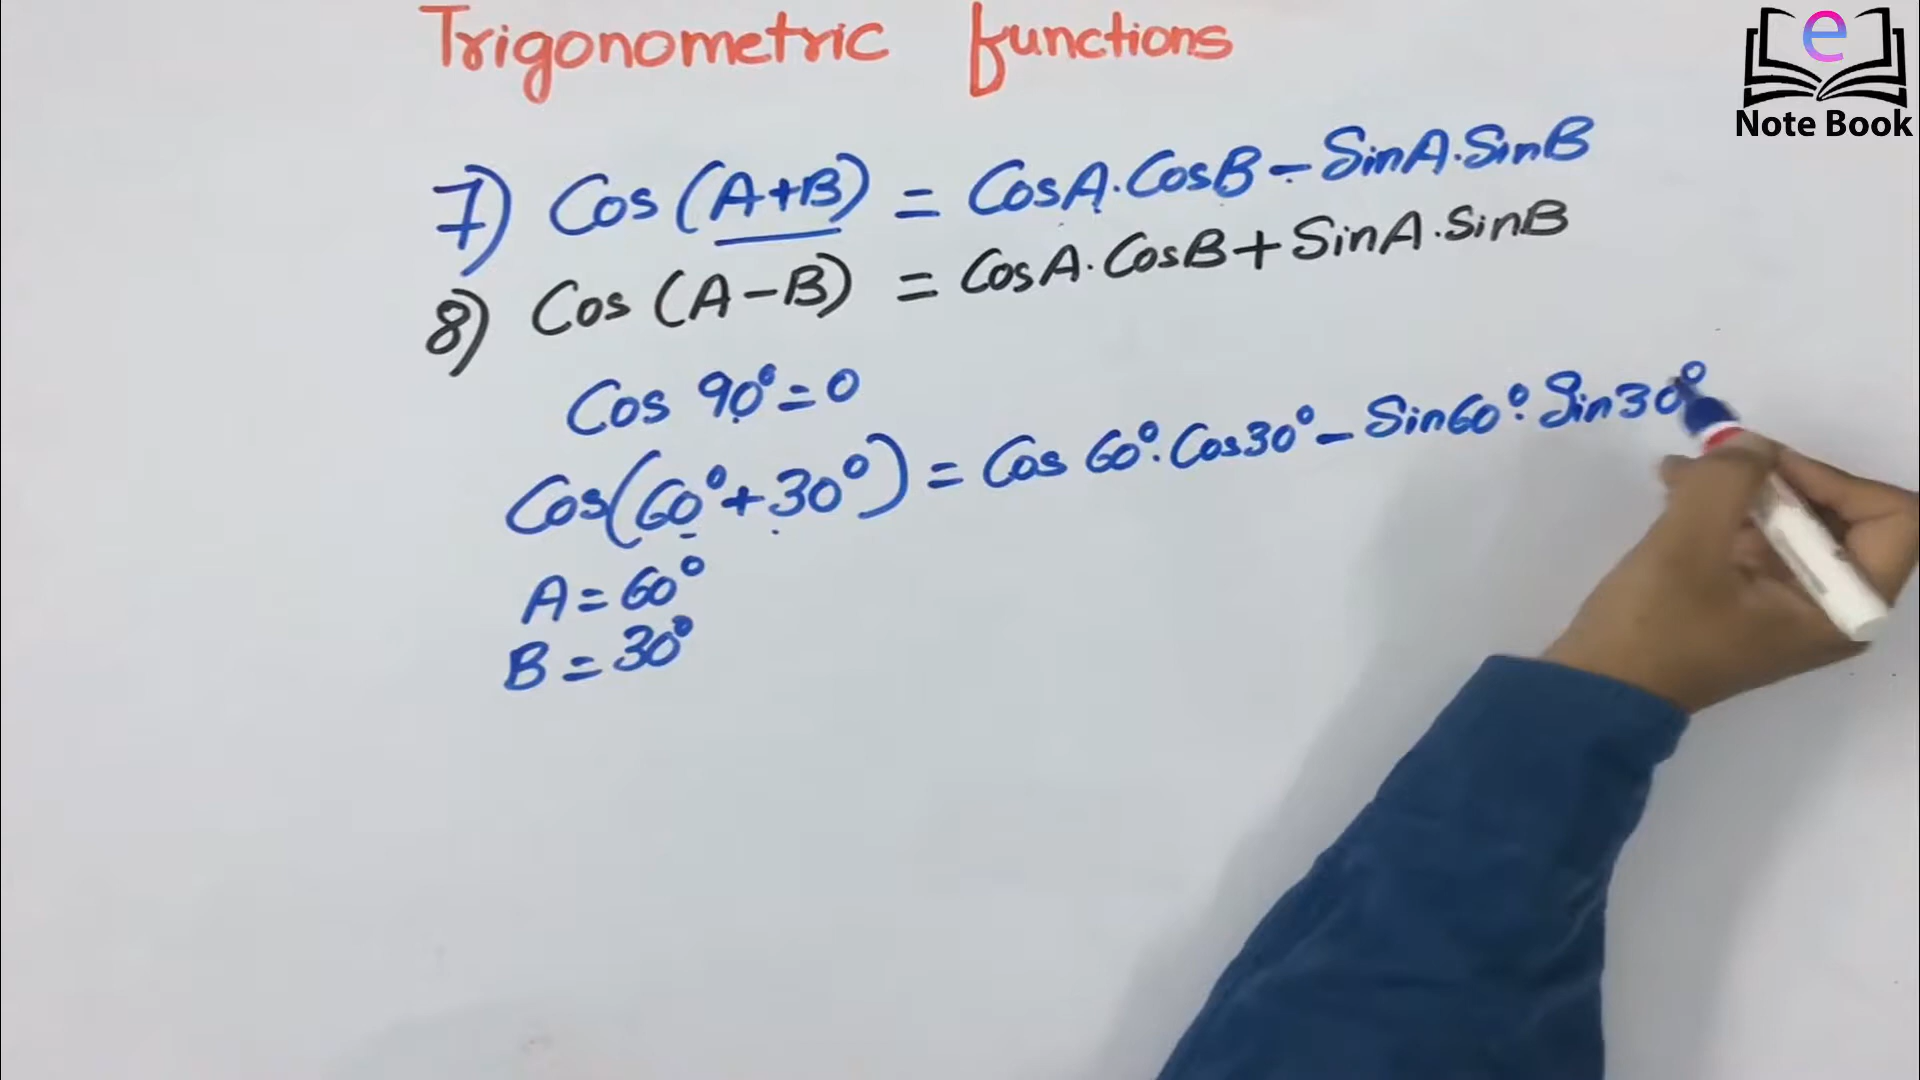 Trigonometric functions
e
Note Book
7) Cos (A+B) = CosA.CosB - SinA.SinB
8) Cos (A-B) = CosA.CosB + SinA.SinB
Cos 90° = 0
Cos(60°+30°) = Cos 60°.Cos30° - Sin60°.Sin30°
A = 60°
B = 30°